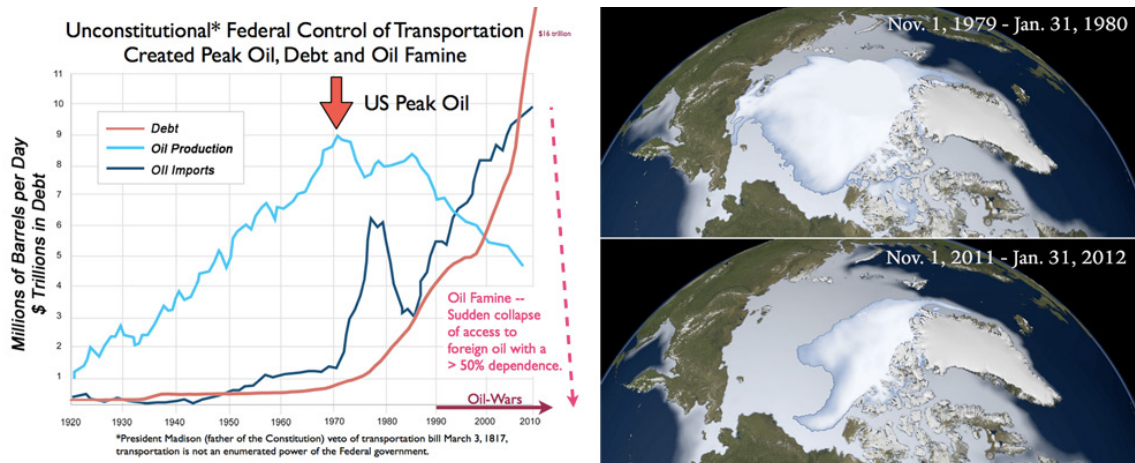 Unconstitutional* Federal Control of Transportation
Created Peak Oil, Debt and Oil Famine
$16 trillion
US Peak Oil
Millions of Barrels per Day
$ Trillions in Debt
11
10
9
8
7
6
5
4
3
2
1
Debt
Oil Production
Oil Imports
Oil Famine --
Sudden collapse
of access to
foreign oil with a
> 50% dependence.
Oil-Wars
1920
1930
1940
1950
1960
1970
1980
1990
2000
2010
*President Madison (father of the Constitution) veto of transportation bill March 3, 1817,
transportation is not an enumerated power of the Federal government.
Nov. 1, 1979 - Jan. 31, 1980
Nov. 1, 2011 - Jan. 31, 2012